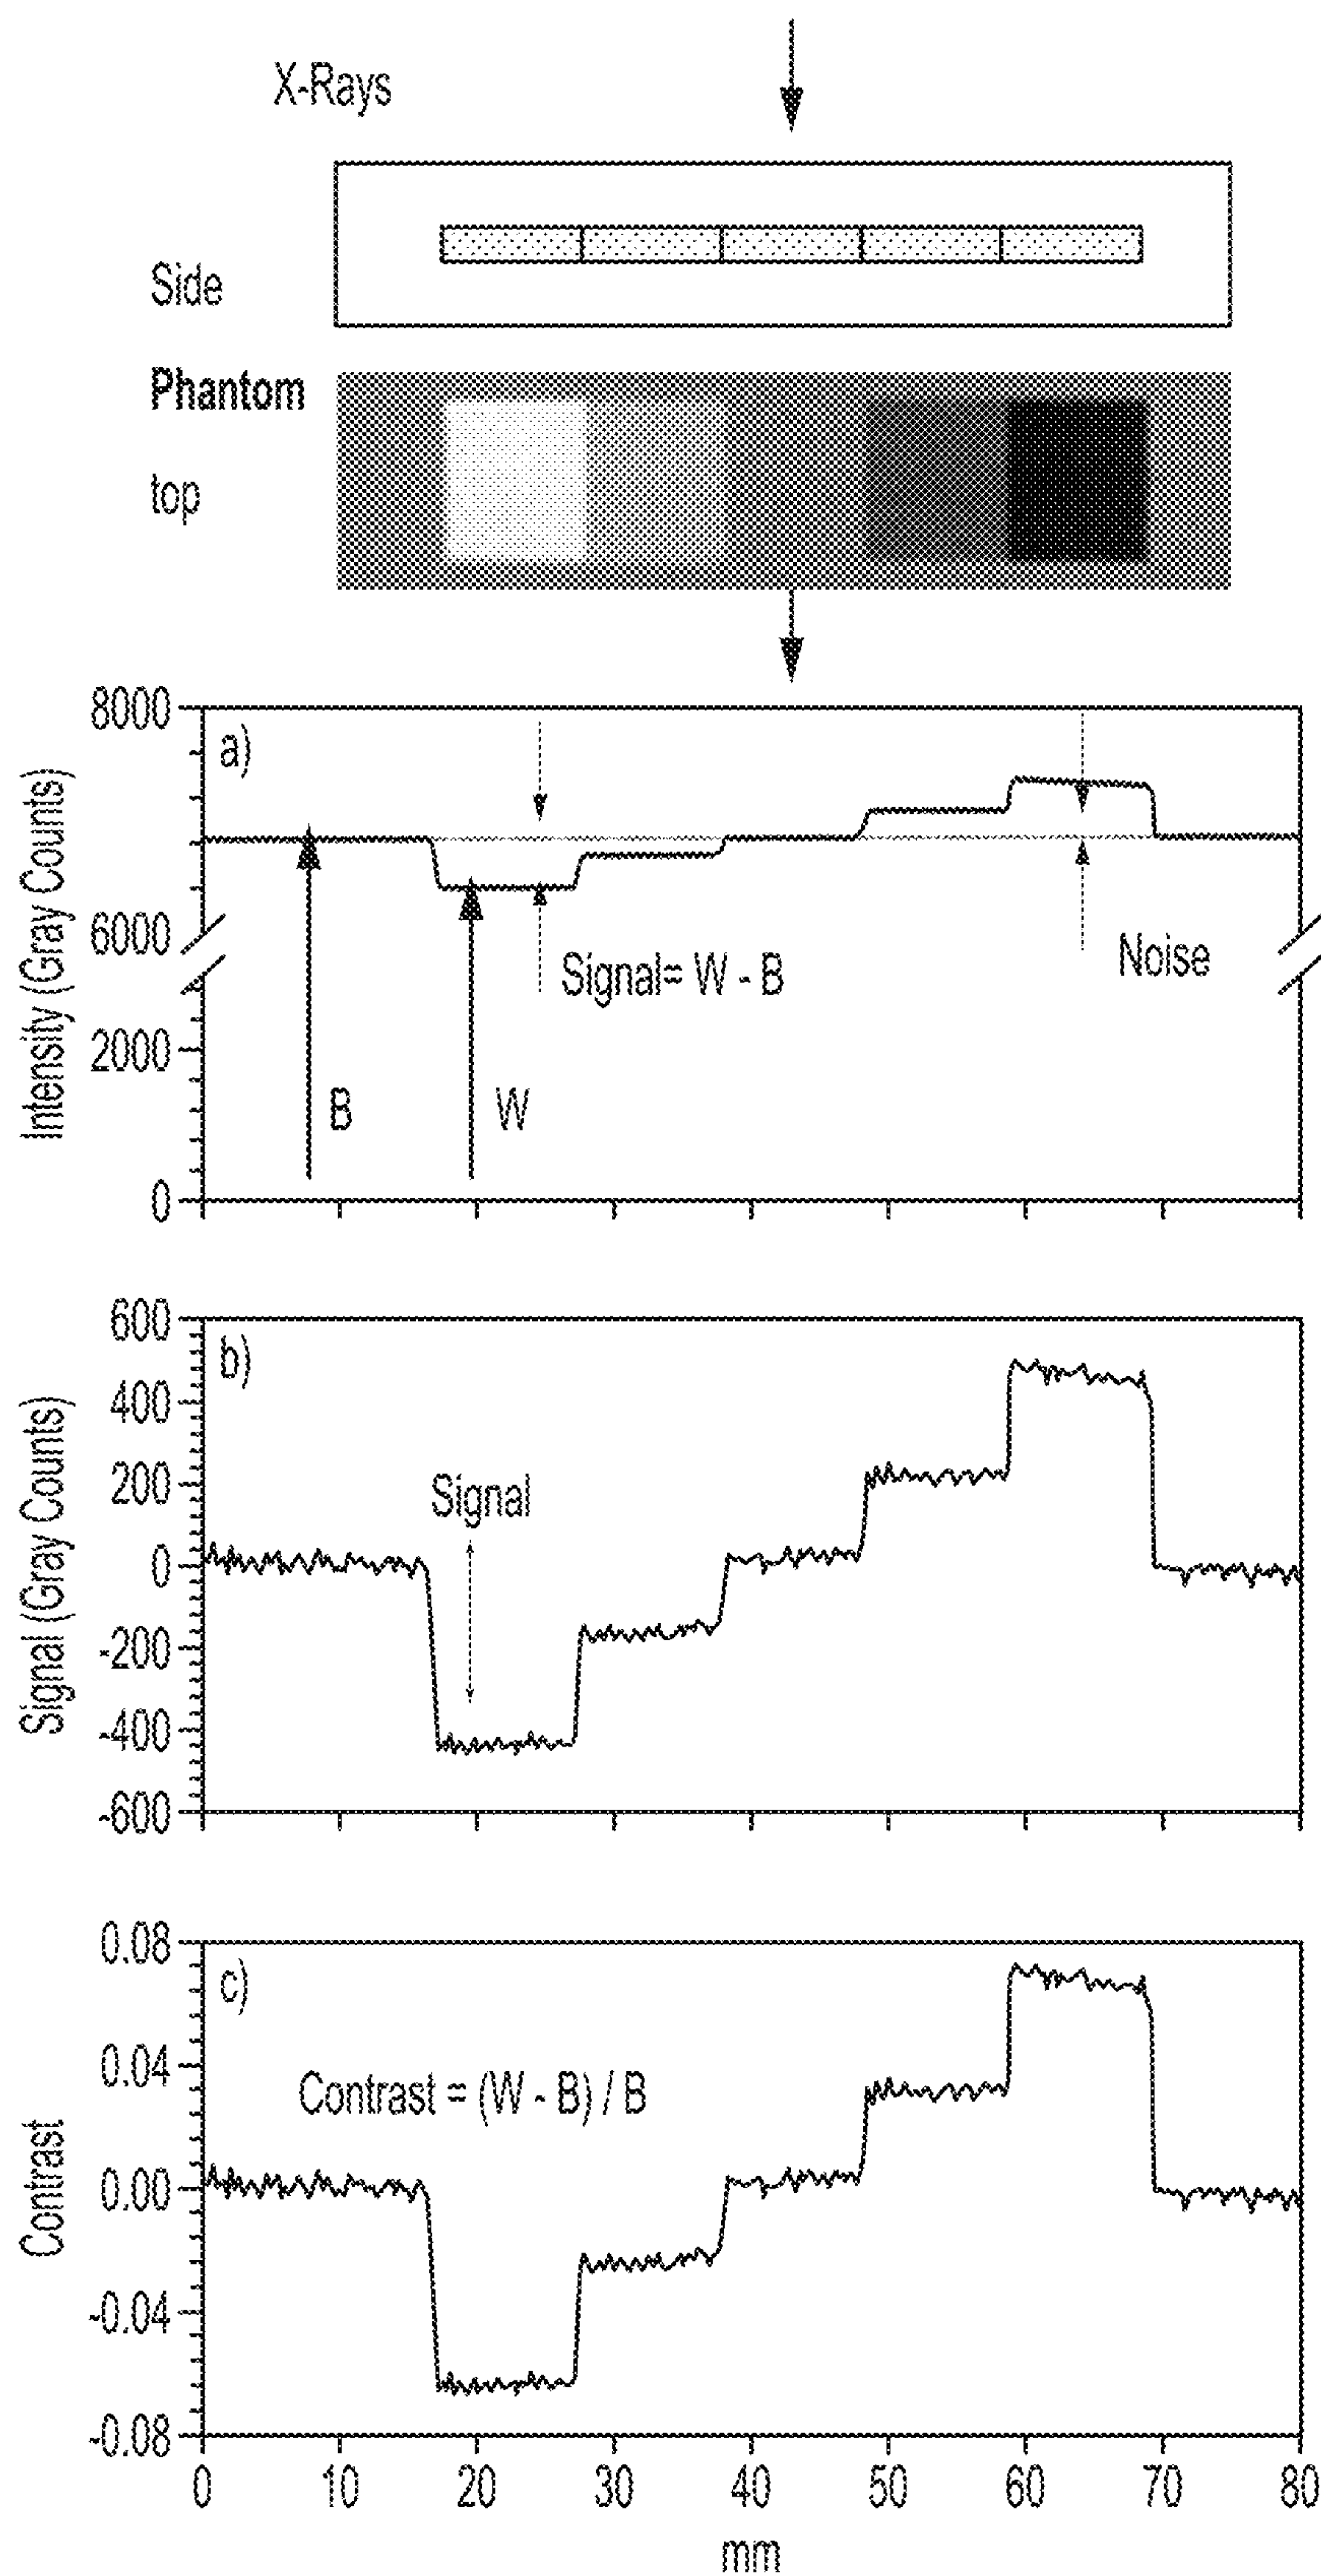 X-Rays
Side
Phantom
top
8000
a)
6000
Intensity (Gray Counts)
Signal= W - B
Noise
2000
B
W
0
600
b)
400
200
Signal
0
Signal (Gray Counts)
-200
-400
-600
0.08
c)
0.04
Contrast = (W - B) / B
0.00
Contrast
-0.04
-0.08
0 10 20 30 40 50 60 70 80
mm